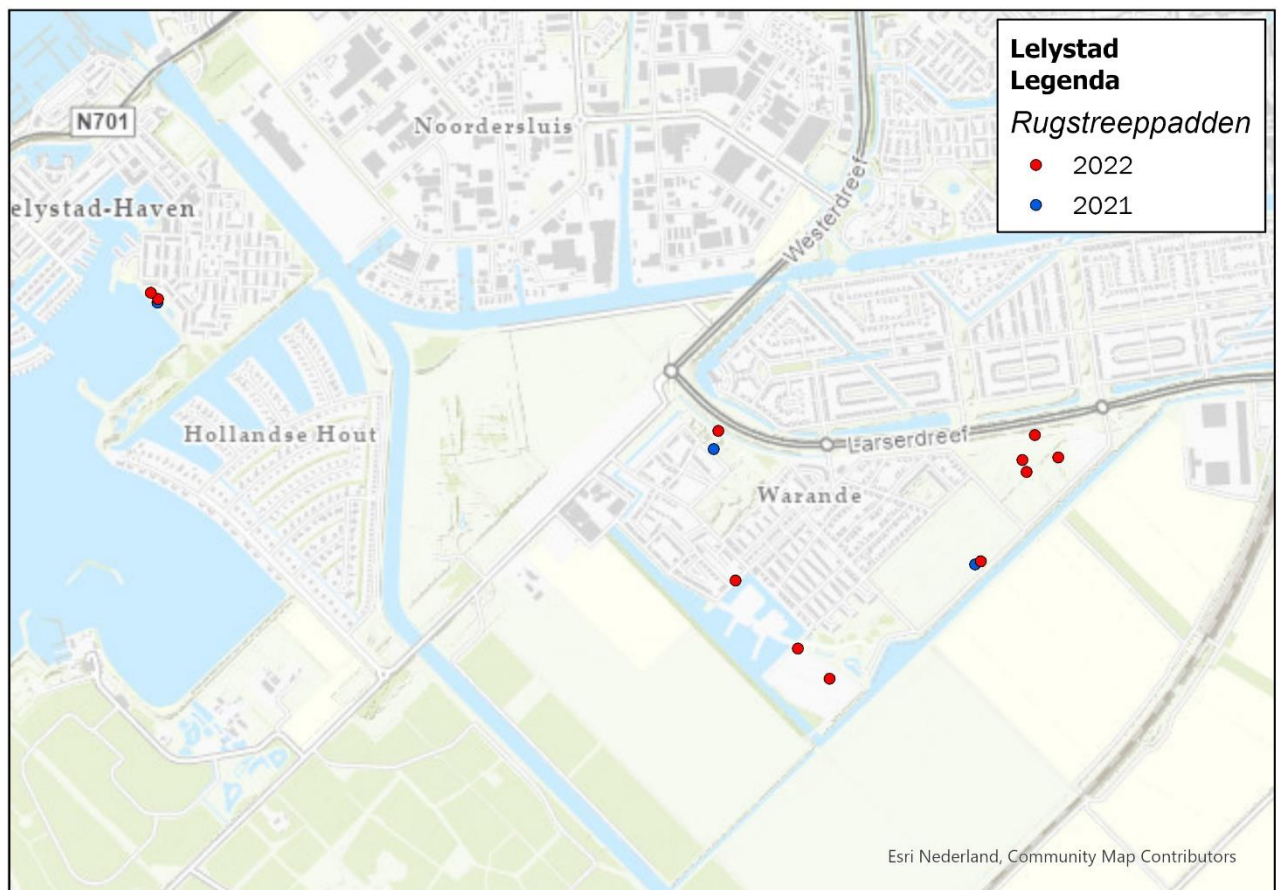 Lelystad
Legenda
Rugstreeppadden
2022
2021
N701
Noordersluis
Westerdreef
elystad-Haven
Hollandse Hout
Larserdreef
Warande
Esri Nederland, Community Map Contributors